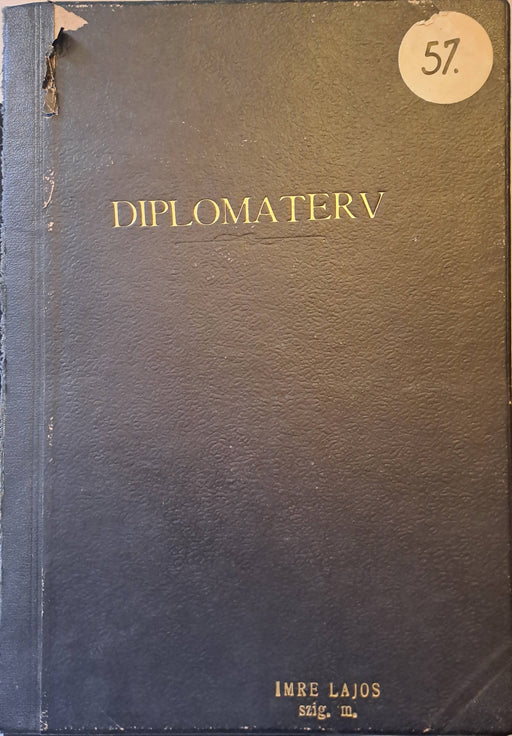 57.
DIPLOMATERV
IMRE LAJOS
szig. m.